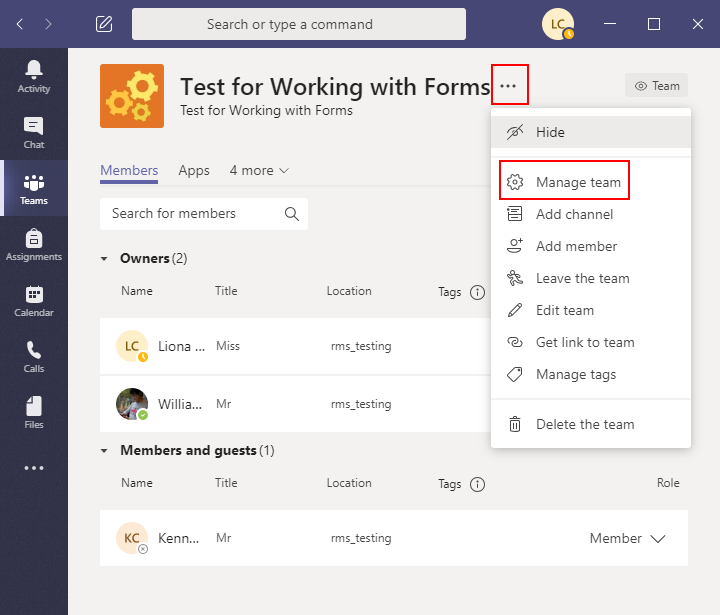 Search or type a command
LC
Activity
Chat
Teams
Assignments
Calendar
Calls
Files
Test for Working with Forms
Test for Working with Forms
Team
Hide
Manage team
Add channel
Add member
Leave the team
Edit team
Get link to team
Manage tags
Delete the team
Members Apps 4 more
Search for members
Owners (2)
Name Title Location Tags
LC Liona ... Miss rms_testing
Willia... Mr rms_testing
Members and guests (1)
Name Title Location Tags Role
KC Kenn... Mr rms_testing Member